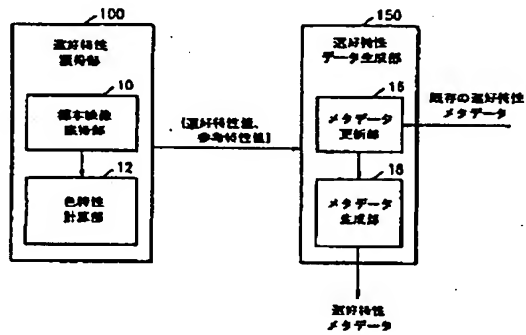 100
選好特性
獲得部
10
標本映像
獲得部
12
色特性
計算部
[選好特性値、
参考特性値]
150
選好特性
データ生成部
16
メタデータ
更新部
既存の選好特性
メタデータ
18
メタデータ
生成部
選好特性
メタデータ